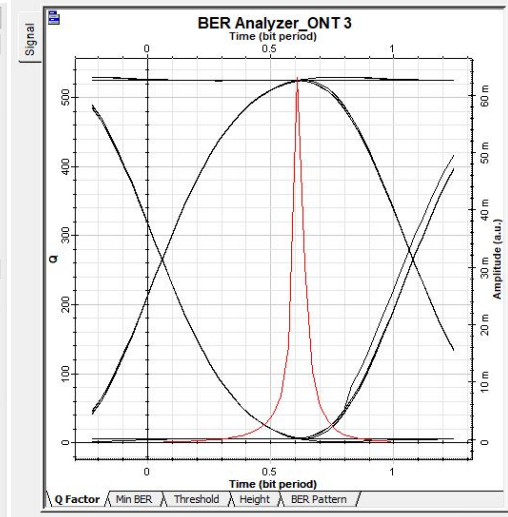 Signal
BER Analyzer_ONT 3
Time (bit period)
0 0.5 1
500
400
300
200
100
0
Q
60 m
50 m
40 m
30 m
20 m
10 m
0
Amplitude (a.u.)
0 0.5 1
Time (bit period)
Q Factor Min BER Threshold Height BER Pattern